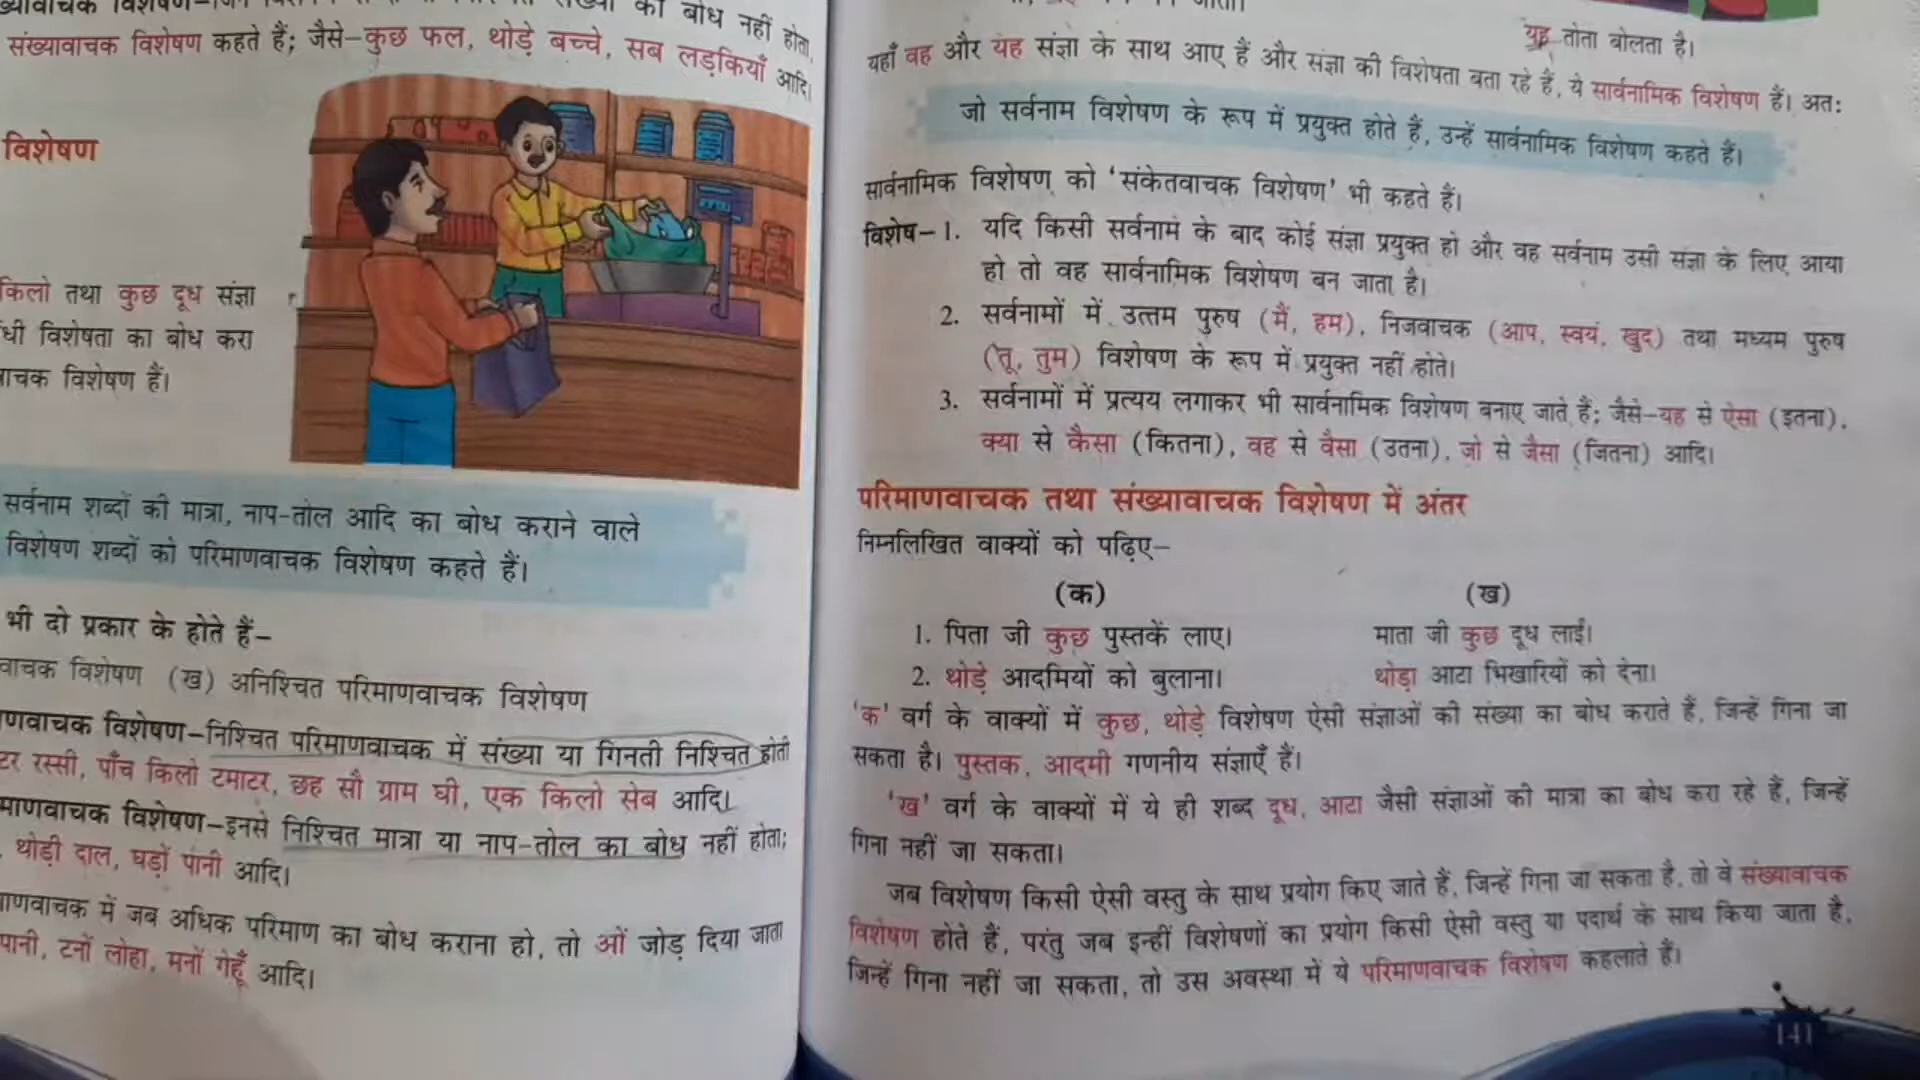 संख्यावाचक विशेषण कहते हैं; जैसे–कुछ फल, थोड़े बच्चे, सब लड़कियाँ आदि।
विशेषण
किलो तथा कुछ दूध संज्ञा
विशेषता का बोध करा
विशेषण हैं।
सर्वनाम शब्दों की मात्रा, नाप-तोल आदि का बोध कराने वाले
विशेषण शब्दों को परिमाणवाचक विशेषण कहते हैं।
भी दो प्रकार के होते हैं–
वाचक विशेषण (ख) अनिश्चित परिमाणवाचक विशेषण
विशेषण–निश्चित परिमाणवाचक में संख्या या गिनती निश्चित होती
रस्सी, पाँच किलो टमाटर, छह सौ ग्राम घी, एक किलो सेब आदि।
विशेषण–इनसे निश्चित मात्रा या नाप-तोल का बोध नहीं होता;
थोड़ी दाल, घड़ों पानी आदि।
में जब अधिक परिमाण का बोध कराना हो, तो ओं जोड़ दिया जाता
पानी, टनों लोहा, मनों गेहूँ आदि।
यह तोता बोलता है।
यहाँ वह और यह संज्ञा के साथ आए हैं और संज्ञा की विशेषता बता रहे हैं, ये सार्वनामिक विशेषण हैं। अतः
जो सर्वनाम विशेषण के रूप में प्रयुक्त होते हैं, उन्हें सार्वनामिक विशेषण कहते हैं।
सार्वनामिक विशेषण को 'संकेतवाचक विशेषण' भी कहते हैं।
विशेष– 1. यदि किसी सर्वनाम के बाद कोई संज्ञा प्रयुक्त हो और वह सर्वनाम उसी संज्ञा के लिए आया
हो तो वह सार्वनामिक विशेषण बन जाता है।
2. सर्वनामों में उत्तम पुरुष (मैं, हम), निजवाचक (आप, स्वयं, खुद) तथा मध्यम पुरुष
(तू, तुम) विशेषण के रूप में प्रयुक्त नहीं होते।
3. सर्वनामों में प्रत्यय लगाकर भी सार्वनामिक विशेषण बनाए जाते हैं; जैसे–यह से ऐसा (इतना),
क्या से कैसा (कितना), वह से वैसा (उतना), जो से जैसा (जितना) आदि।
परिमाणवाचक तथा संख्यावाचक विशेषण में अंतर
निम्नलिखित वाक्यों को पढ़िए–
(क) (ख)
1. पिता जी कुछ पुस्तकें लाए। माता जी कुछ दूध लाईं।
2. थोड़े आदमियों को बुलाना। थोड़ा आटा भिखारियों को देना।
'क' वर्ग के वाक्यों में कुछ, थोड़े विशेषण ऐसी संज्ञाओं की संख्या का बोध कराते हैं, जिन्हें गिना जा
सकता है। पुस्तक, आदमी गणनीय संज्ञाएँ हैं।
'ख' वर्ग के वाक्यों में ये ही शब्द दूध, आटा जैसी संज्ञाओं की मात्रा का बोध करा रहे हैं, जिन्हें
गिना नहीं जा सकता।
जब विशेषण किसी ऐसी वस्तु के साथ प्रयोग किए जाते हैं, जिन्हें गिना जा सकता है, तो वे संख्यावाचक
विशेषण होते हैं, परंतु जब इन्हीं विशेषणों का प्रयोग किसी ऐसी वस्तु या पदार्थ के साथ किया जाता है,
जिन्हें गिना नहीं जा सकता, तो उस अवस्था में ये परिमाणवाचक विशेषण कहलाते हैं।
141